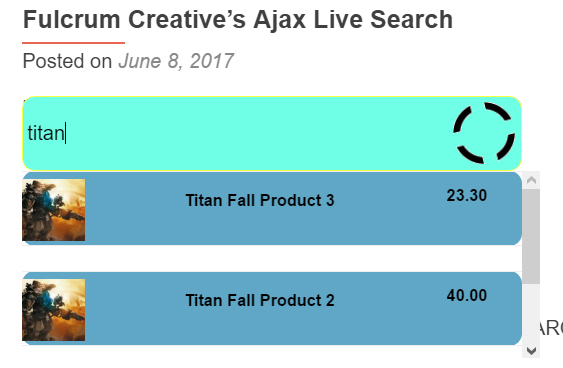 Fulcrum Creative’s Ajax Live Search
Posted on June 8, 2017
titan
Titan Fall Product 3 23.30
Titan Fall Product 2 40.00